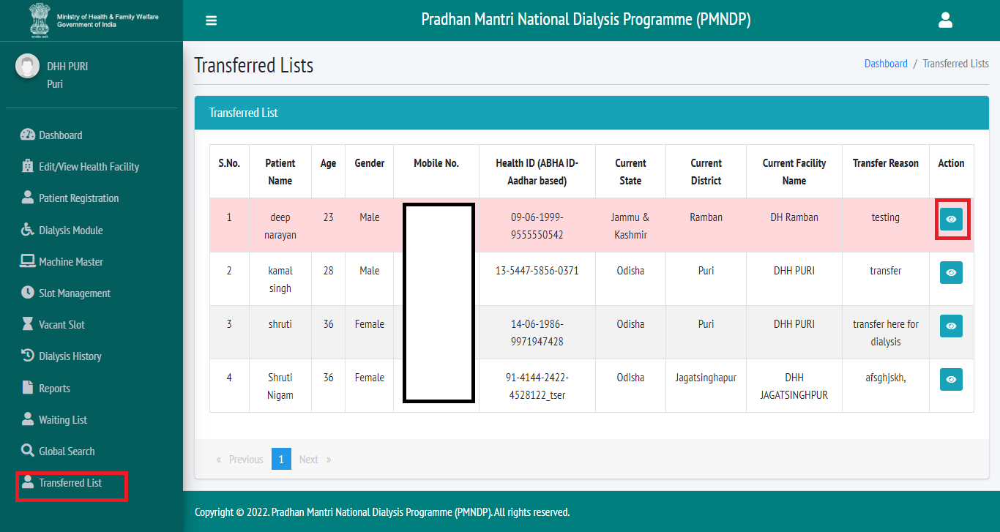 Ministry of Health & Family Welfare
Government of India
Pradhan Mantri National Dialysis Programme (PMNDP)
DHH PURI
Puri
Dashboard
Edit/View Health Facility
Patient Registration
Dialysis Module
Machine Master
Slot Management
Vacant Slot
Dialysis History
Reports
Waiting List
Global Search
Transferred List
Transferred Lists
Dashboard / Transferred Lists
Transferred List
S.No. Patient Name Age Gender Mobile No. Health ID (ABHA ID-Aadhar based) Current State Current District Current Facility Name Transfer Reason Action
1 deep narayan 23 Male 09-06-1999-9555550542 Jammu & Kashmir Ramban DH Ramban testing
2 kamal singh 28 Male 13-5447-5856-0371 Odisha Puri DHH PURI transfer
3 shruti 36 Female 14-06-1986-9971947428 Odisha Puri DHH PURI transfer here for dialysis
4 Shruti Nigam 36 Female 91-4144-2422-4528122_tser Odisha Jagatsinghapur DHH JAGATSINGHPUR afsghjskh,
« Previous 1 Next »
Copyright © 2022. Pradhan Mantri National Dialysis Programme (PMNDP). All rights reserved.